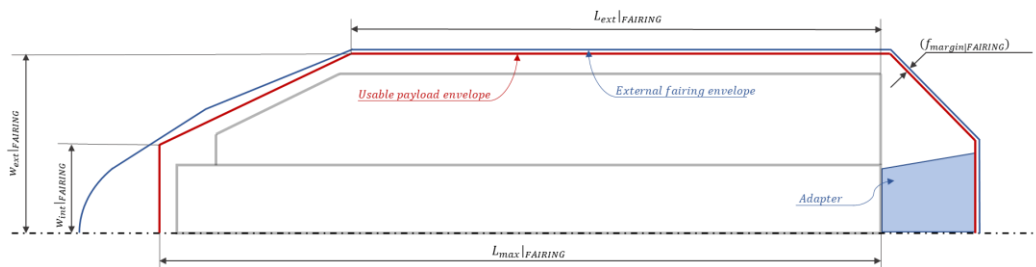 L_ext|FAIRING
(f_margin|FAIRING)
Usable payload envelope
External fairing envelope
w_ext|FAIRING
w_int|FAIRING
Adapter
L_max|FAIRING